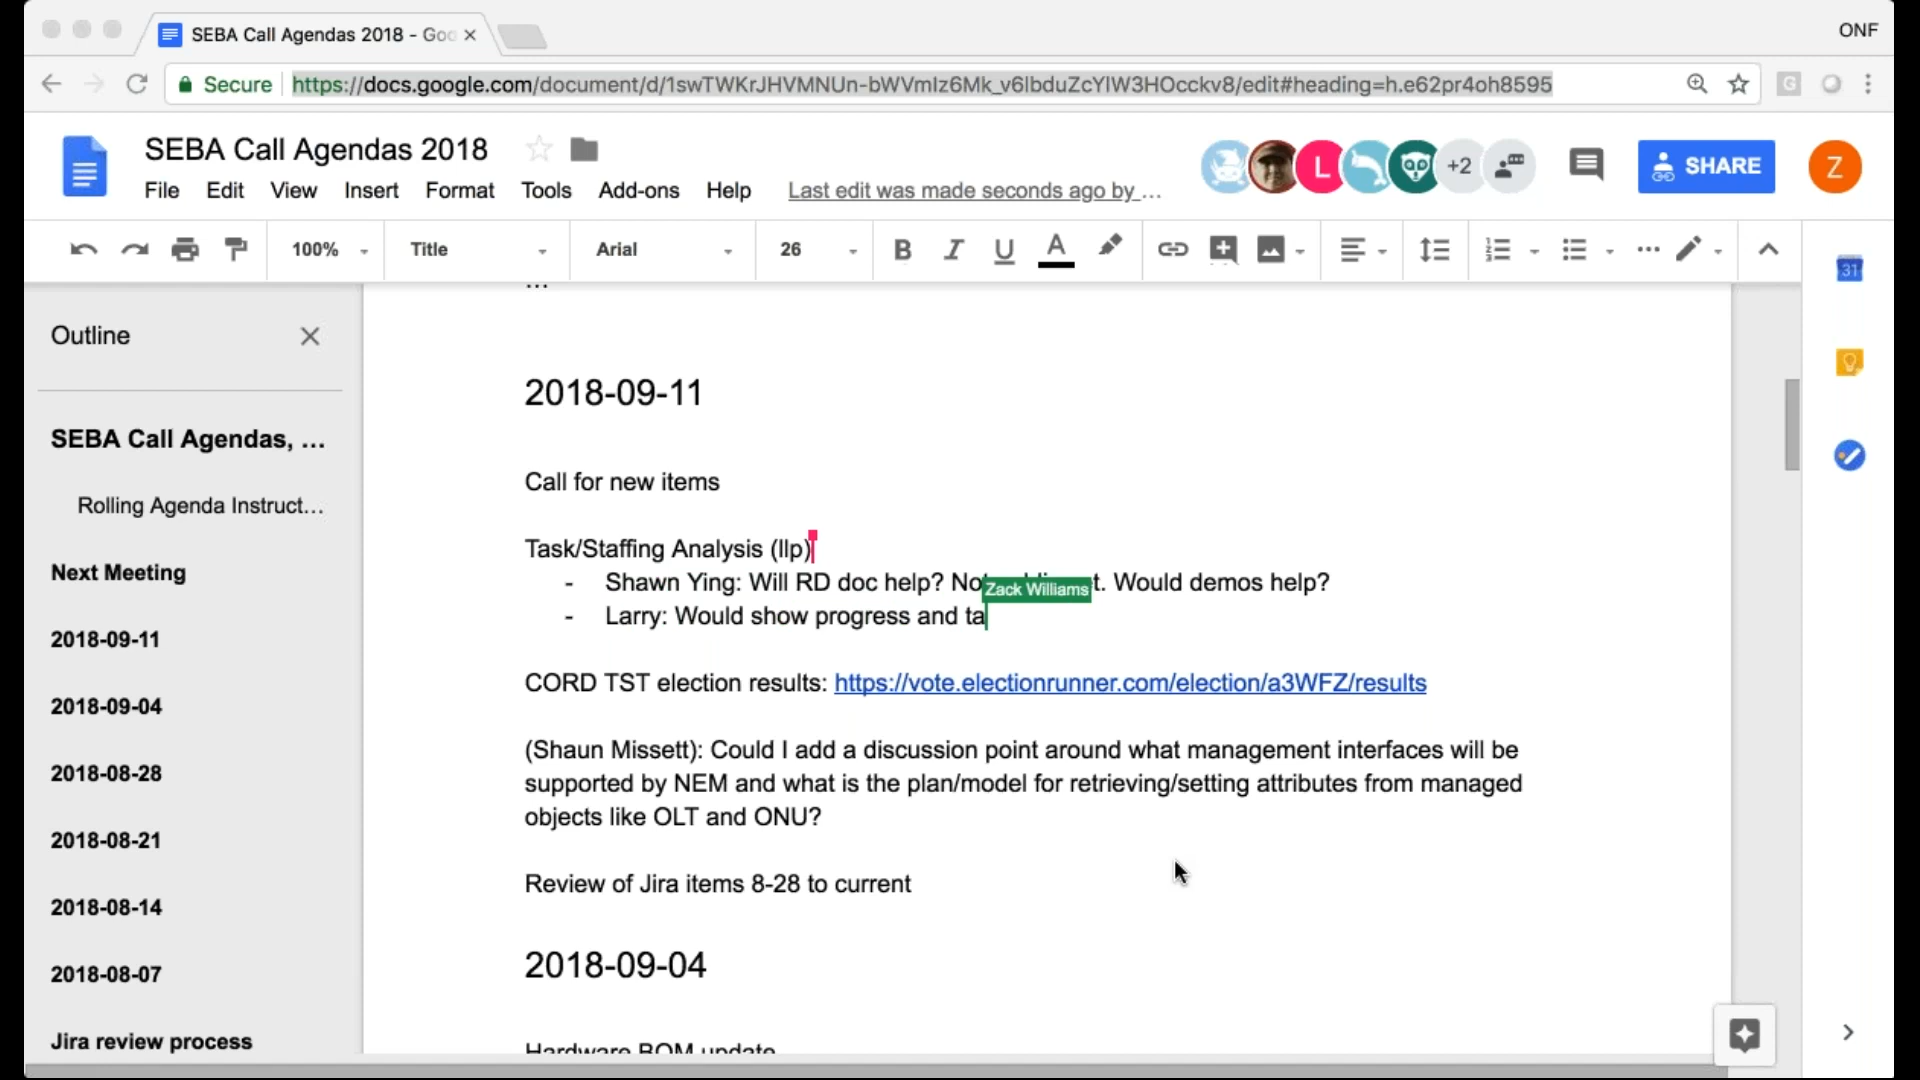 SEBA Call Agendas 2018 - Goo
ONF
Secure
https://docs.google.com/document/d/1swTWKrJHVMNUn-bWVmIz6Mk_v6lbduZcYlW3HOcckv8/edit#heading=h.e62pr4oh8595
G
SEBA Call Agendas 2018
L
+2
SHARE
Z
File Edit View Insert Format Tools Add-ons Help Last edit was made seconds ago by ...
100% Title Arial 26 B I U A
31
...
Outline
SEBA Call Agendas, ...
Rolling Agenda Instruct...
Next Meeting
2018-09-11
2018-09-04
2018-08-28
2018-08-21
2018-08-14
2018-08-07
Jira review process
2018-09-11
Call for new items
Task/Staffing Analysis (llp)
- Shawn Ying: Will RD doc help? Would demos help?
Zack Williams
- Larry: Would show progress and ta
CORD TST election results: https://vote.electionrunner.com/election/a3WFZ/results
(Shaun Missett): Could I add a discussion point around what management interfaces will be
supported by NEM and what is the plan/model for retrieving/setting attributes from managed
objects like OLT and ONU?
Review of Jira items 8-28 to current
2018-09-04
Hardware BOM update